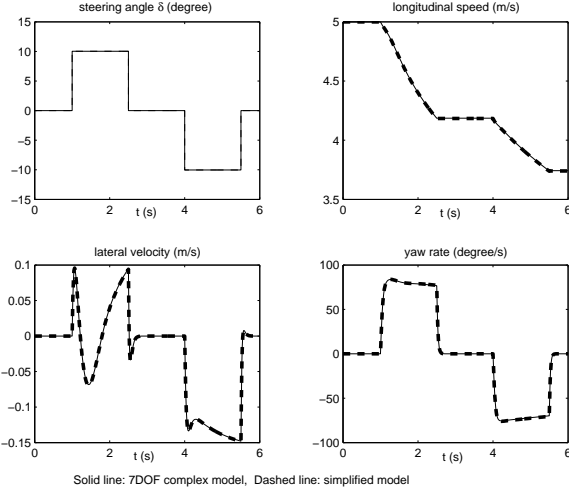 steering angle δ (degree)
15
10
5
0
−5
−10
−15
0 2 4 6
t (s)
longitudinal speed (m/s)
5
4.5
4
3.5
0 2 4 6
t (s)
lateral velocity (m/s)
0.1
0.05
0
−0.05
−0.1
−0.15
0 2 4 6
t (s)
yaw rate (degree/s)
100
50
0
−50
−100
0 2 4 6
t (s)
Solid line: 7DOF complex model, Dashed line: simplified model